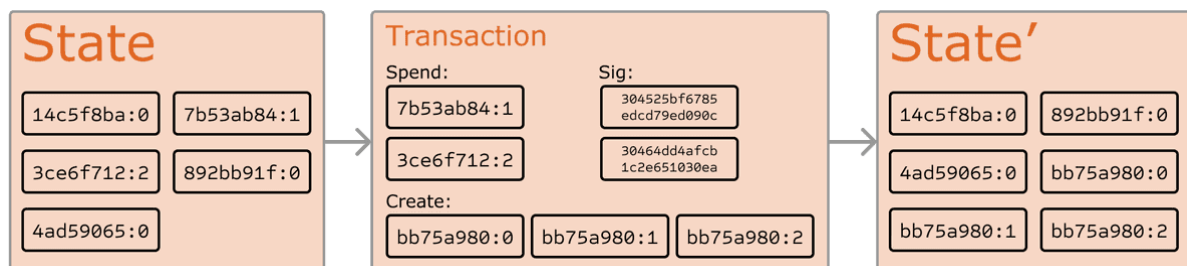 State
14c5f8ba:0 7b53ab84:1
3ce6f712:2 892bb91f:0
4ad59065:0
Transaction
Spend: Sig:
7b53ab84:1 304525bf6785
edcd79ed090c
3ce6f712:2 30464dd4afcb
1c2e651030ea
Create:
bb75a980:0 bb75a980:1 bb75a980:2
State'
14c5f8ba:0 892bb91f:0
4ad59065:0 bb75a980:0
bb75a980:1 bb75a980:2